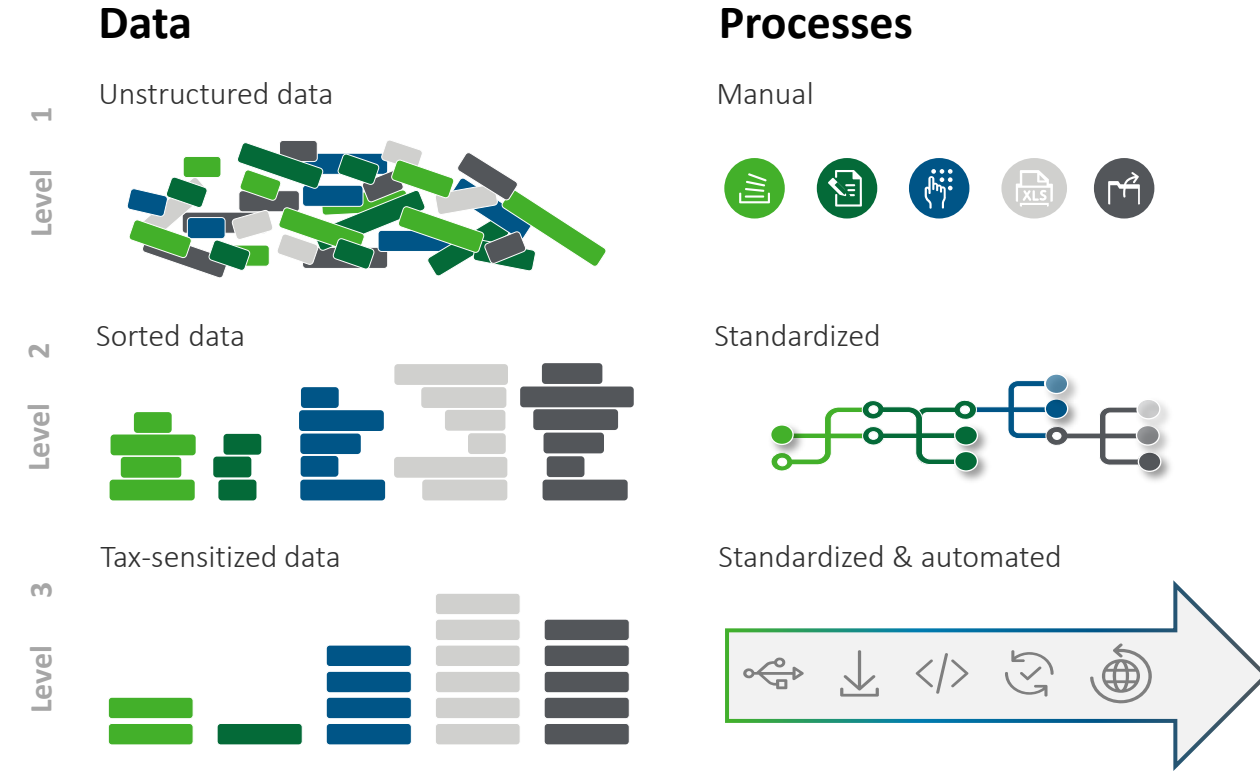 Data
Processes
Level 1
Unstructured data
Manual
XLS
Level 2
Sorted data
Standardized
Level 3
Tax-sensitized data
Standardized & automated
</>